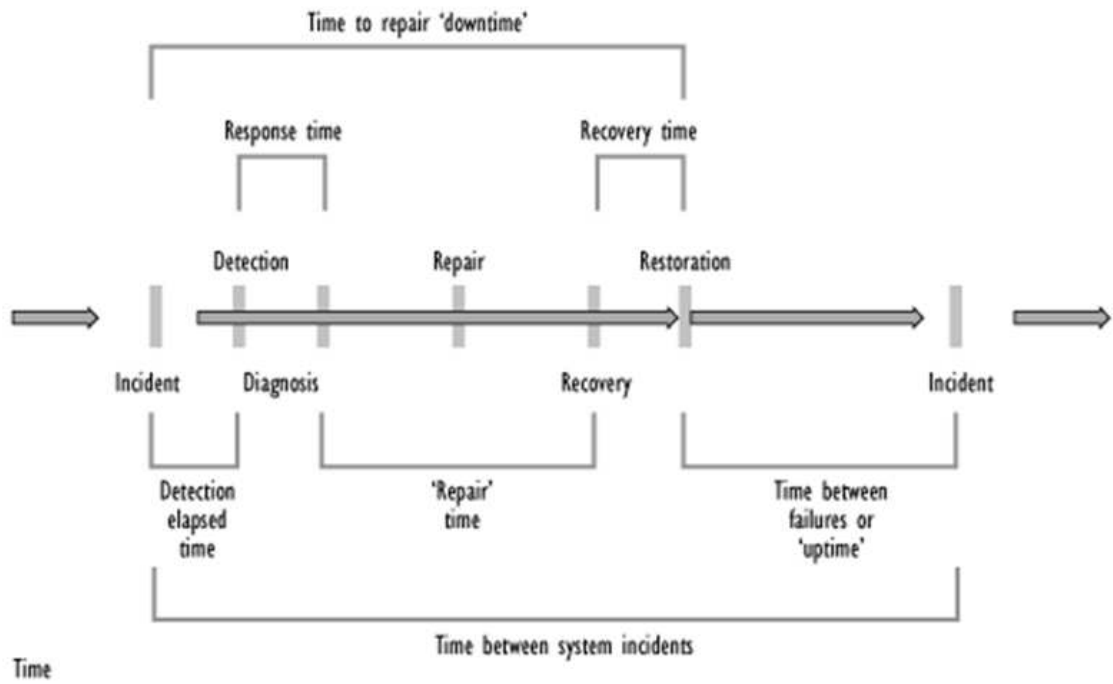 Time to repair ‘downtime’
Response time
Recovery time
Detection
Repair
Restoration
Incident
Diagnosis
Recovery
Incident
Detection
elapsed
time
‘Repair’
time
Time between
failures or
‘uptime’
Time between system incidents
Time